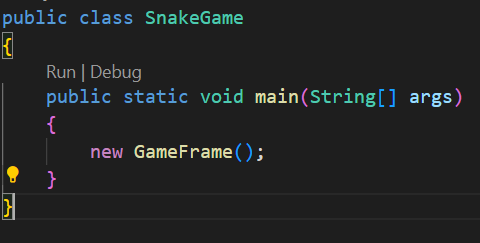 public class SnakeGame
{
Run | Debug
public static void main(String[] args)
{
new GameFrame();
}
}